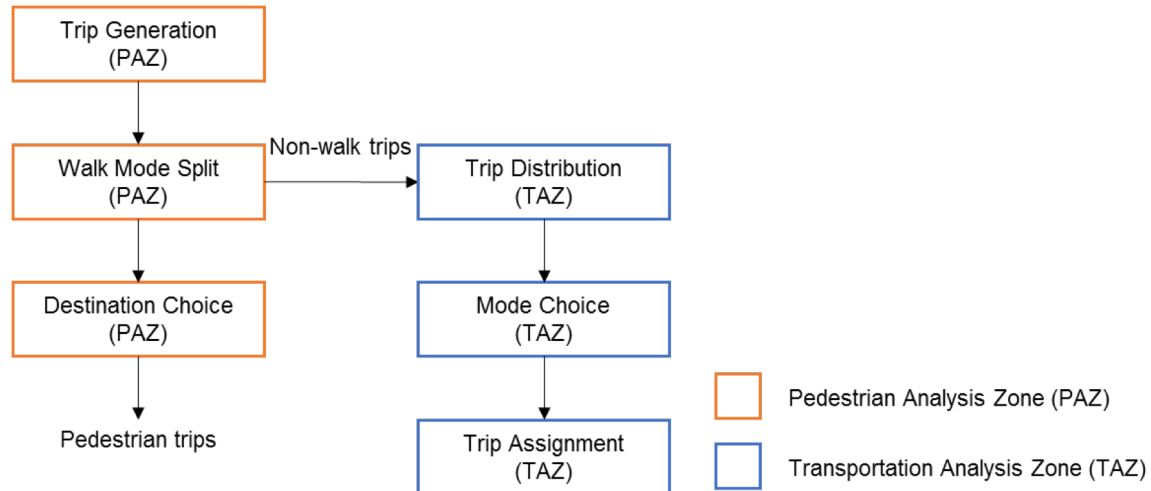 Trip Generation
(PAZ)
Non-walk trips
Walk Mode Split
(PAZ)
Trip Distribution
(TAZ)
Destination Choice
(PAZ)
Mode Choice
(TAZ)
Pedestrian trips
Trip Assignment
(TAZ)
Pedestrian Analysis Zone (PAZ)
Transportation Analysis Zone (TAZ)